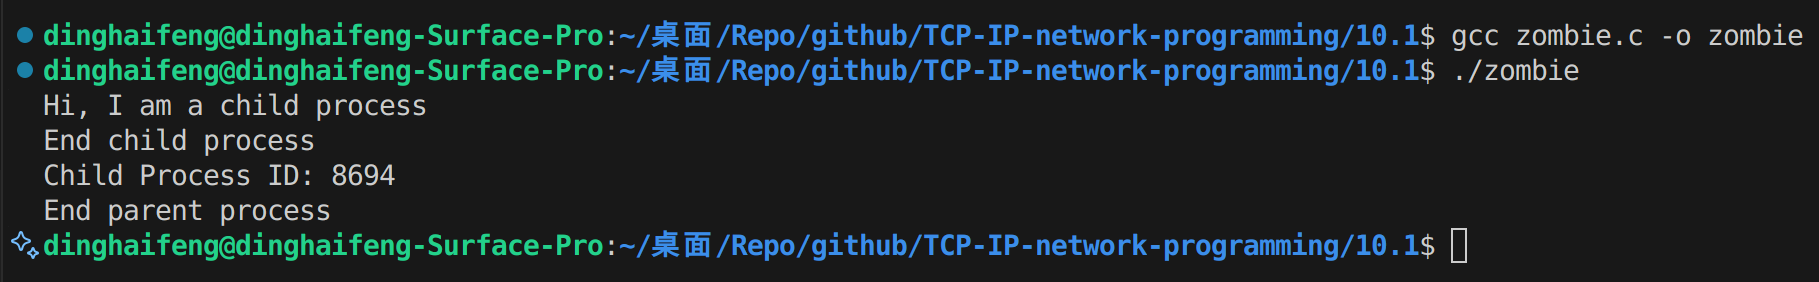 dinghaifeng@dinghaifeng-Surface-Pro:~/桌面/Repo/github/TCP-IP-network-programming/10.1$ gcc zombie.c -o zombie
dinghaifeng@dinghaifeng-Surface-Pro:~/桌面/Repo/github/TCP-IP-network-programming/10.1$ ./zombie
Hi, I am a child process
End child process
Child Process ID: 8694
End parent process
dinghaifeng@dinghaifeng-Surface-Pro:~/桌面/Repo/github/TCP-IP-network-programming/10.1$